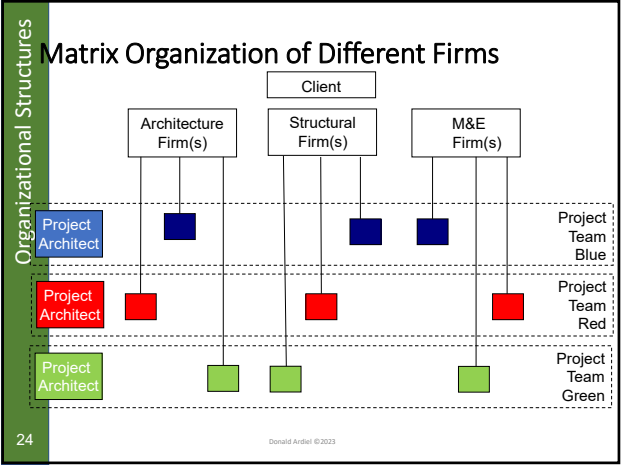 Organizational Structures
Matrix Organization of Different Firms
Client
Architecture
Firm(s)
Structural
Firm(s)
M&E
Firm(s)
Project
Architect
Project
Team
Blue
Project
Architect
Project
Team
Red
Project
Architect
Project
Team
Green
24
Donald Ardiel ©2023